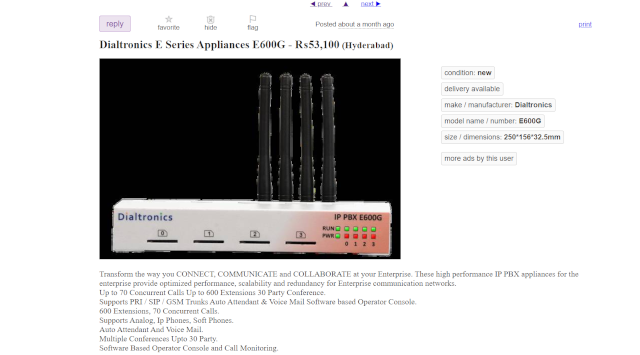 ◀ prev ▲ next ▶
reply favorite hide flag Posted about a month ago print
Dialtronics E Series Appliances E600G - Rs53,100 (Hyderabad)
condition: new
delivery available
make / manufacturer: Dialtronics
model name / number: E600G
size / dimensions: 250*156*32.5mm
more ads by this user
Dialtronics IP PBX E600G
0 1 2 3
RUN
PWR
0 1 2 3
Transform the way you CONNECT, COMMUNICATE and COLLABORATE at your Enterprise. These high performance IP PBX appliances for the
enterprise provide optimized performance, scalability and redundancy for Enterprise communication networks.
Up to 70 Concurrent Calls Up to 600 Extensions 30 Party Conference.
Supports PRI / SIP / GSM Trunks Auto Attendant & Voice Mail Software based Operator Console.
600 Extensions, 70 Concurrent Calls.
Supports Analog, Ip Phones, Soft Phones.
Auto Attendant And Voice Mail.
Multiple Conferences Upto 30 Party.
Software Based Operator Console and Call Monitoring.